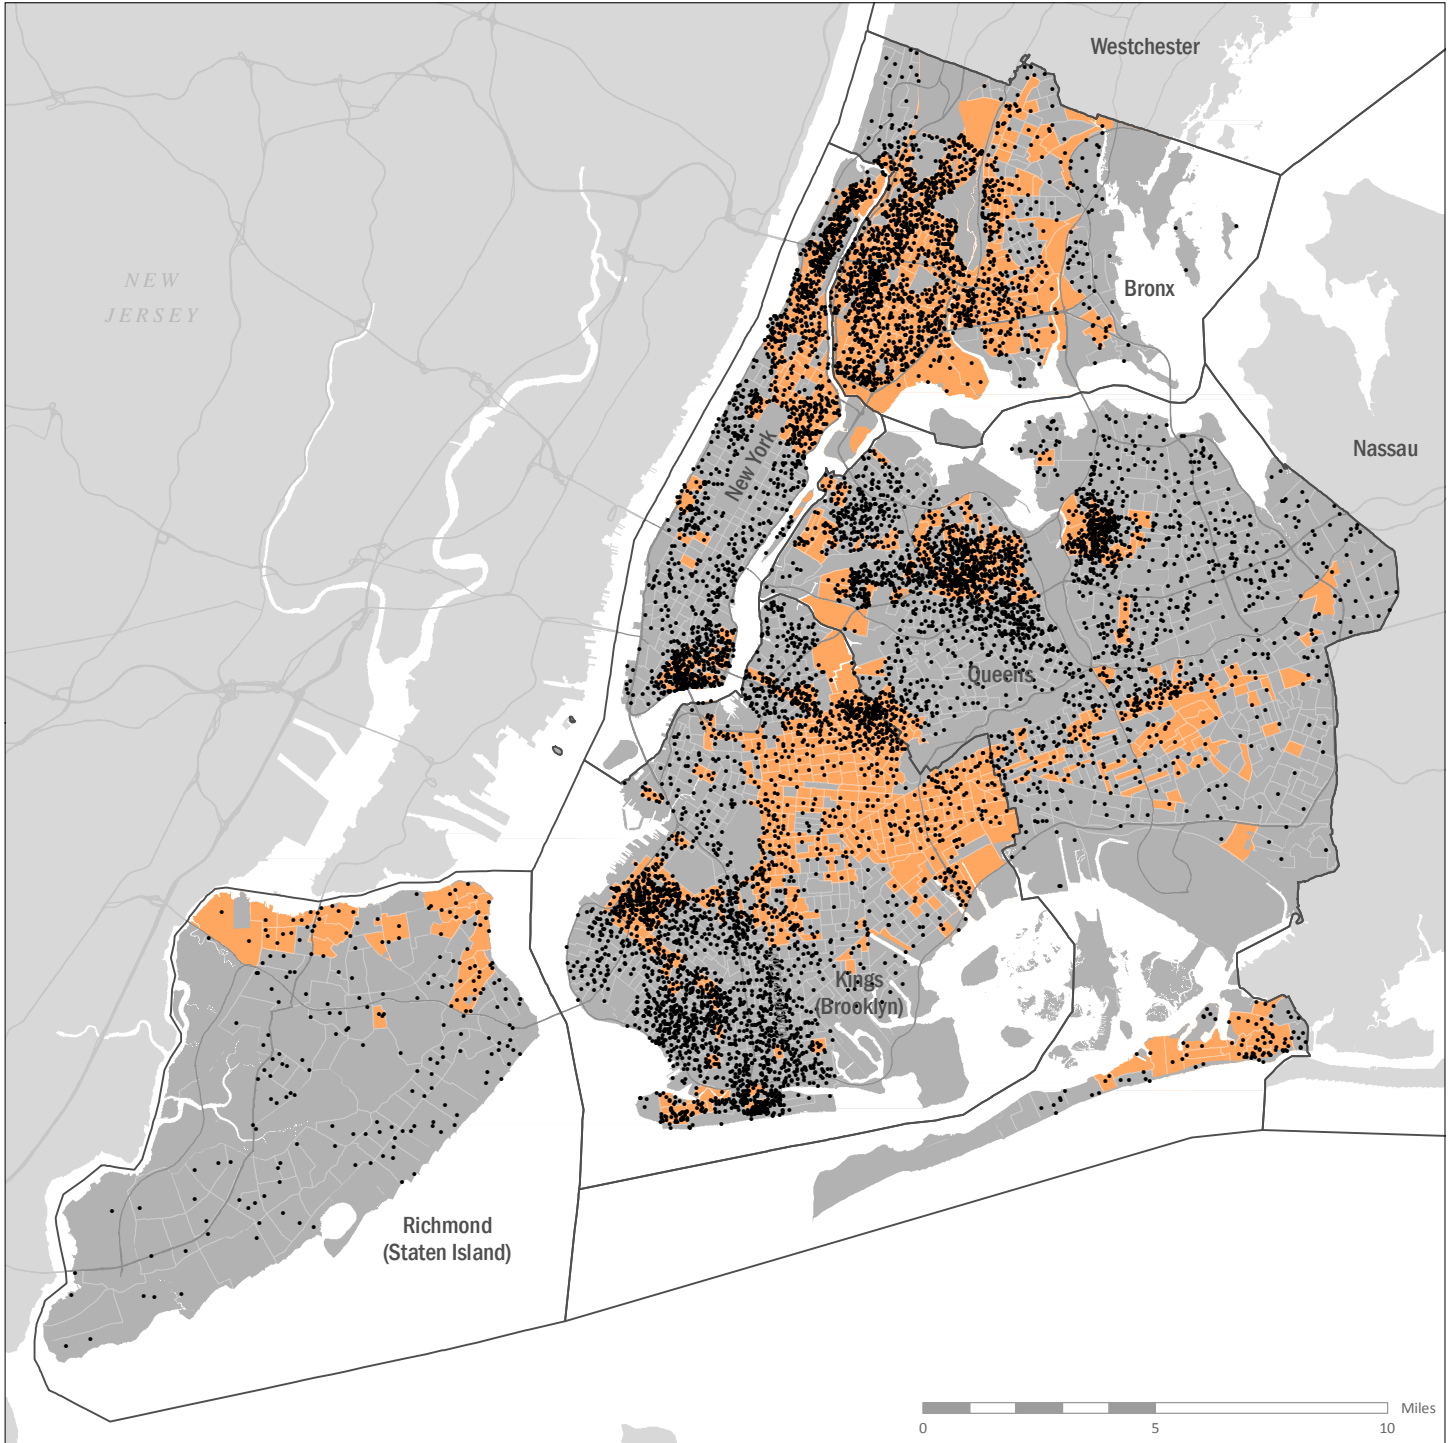 Westchester
NEW
JERSEY
Bronx
Nassau
New York
Queens
Kings
(Brooklyn)
Richmond
(Staten Island)
Miles
0 5 10